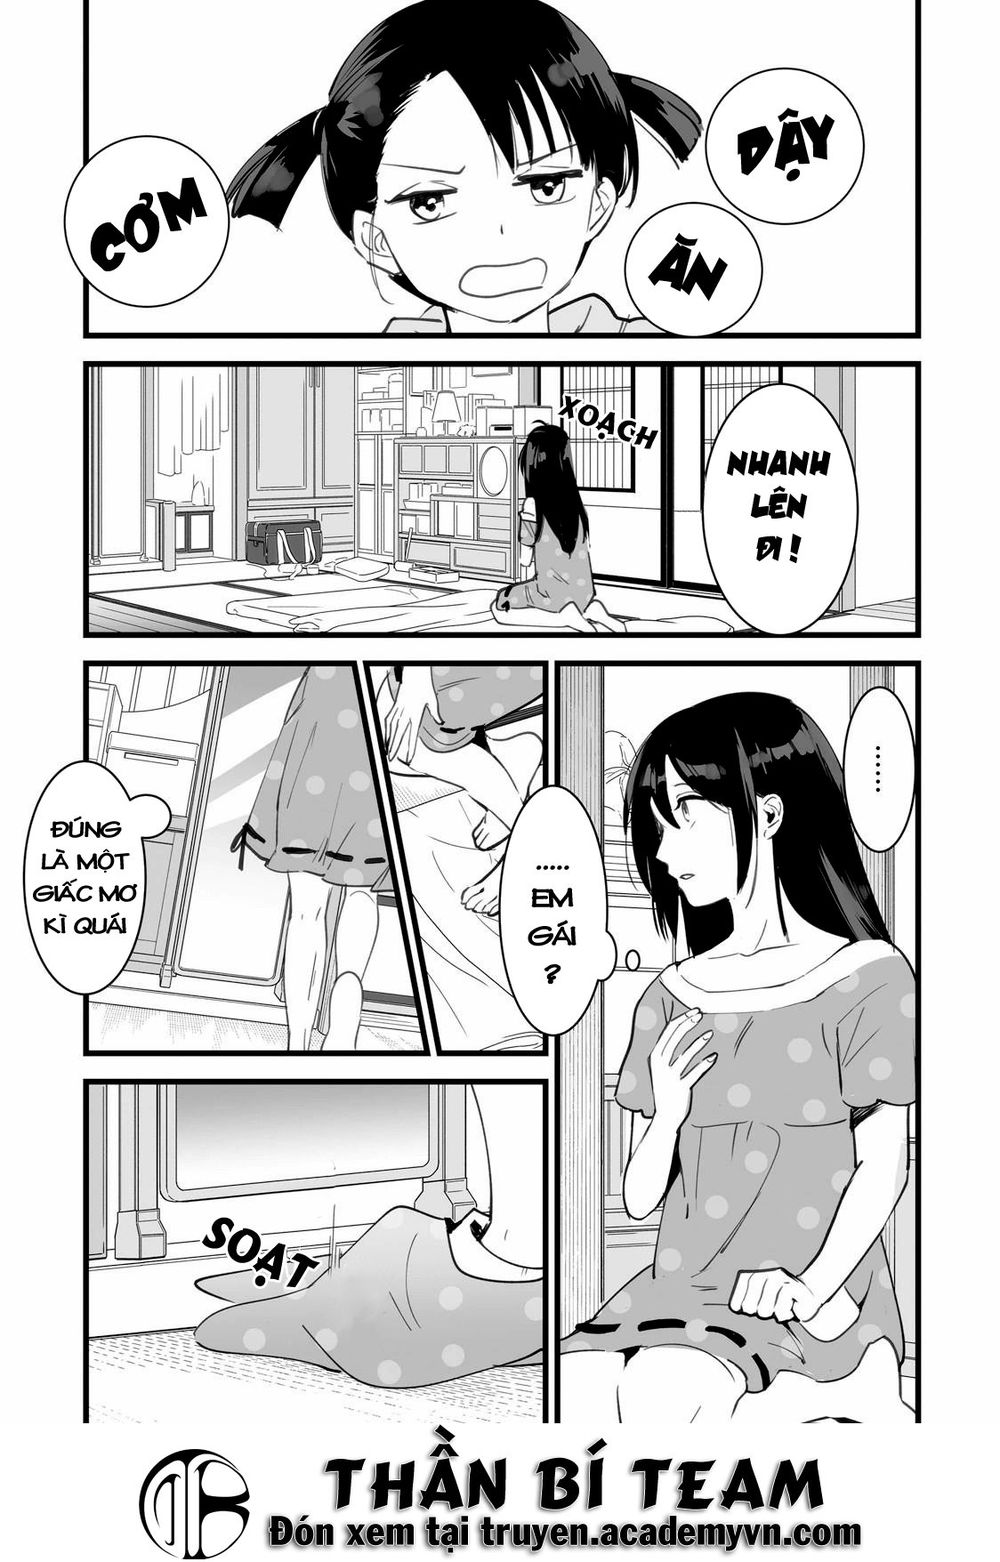 DẬY
ĂN
CƠM
XOẠCH
NHANH
LÊN
ĐI!
.......
.....
EM
GÁI
?
ĐÚNG
LÀ MỘT
GIẤC MƠ
KÌ QUÁI
SOẠT
THẦN BÍ TEAM
Đón xem tại truyen.academyvn.com